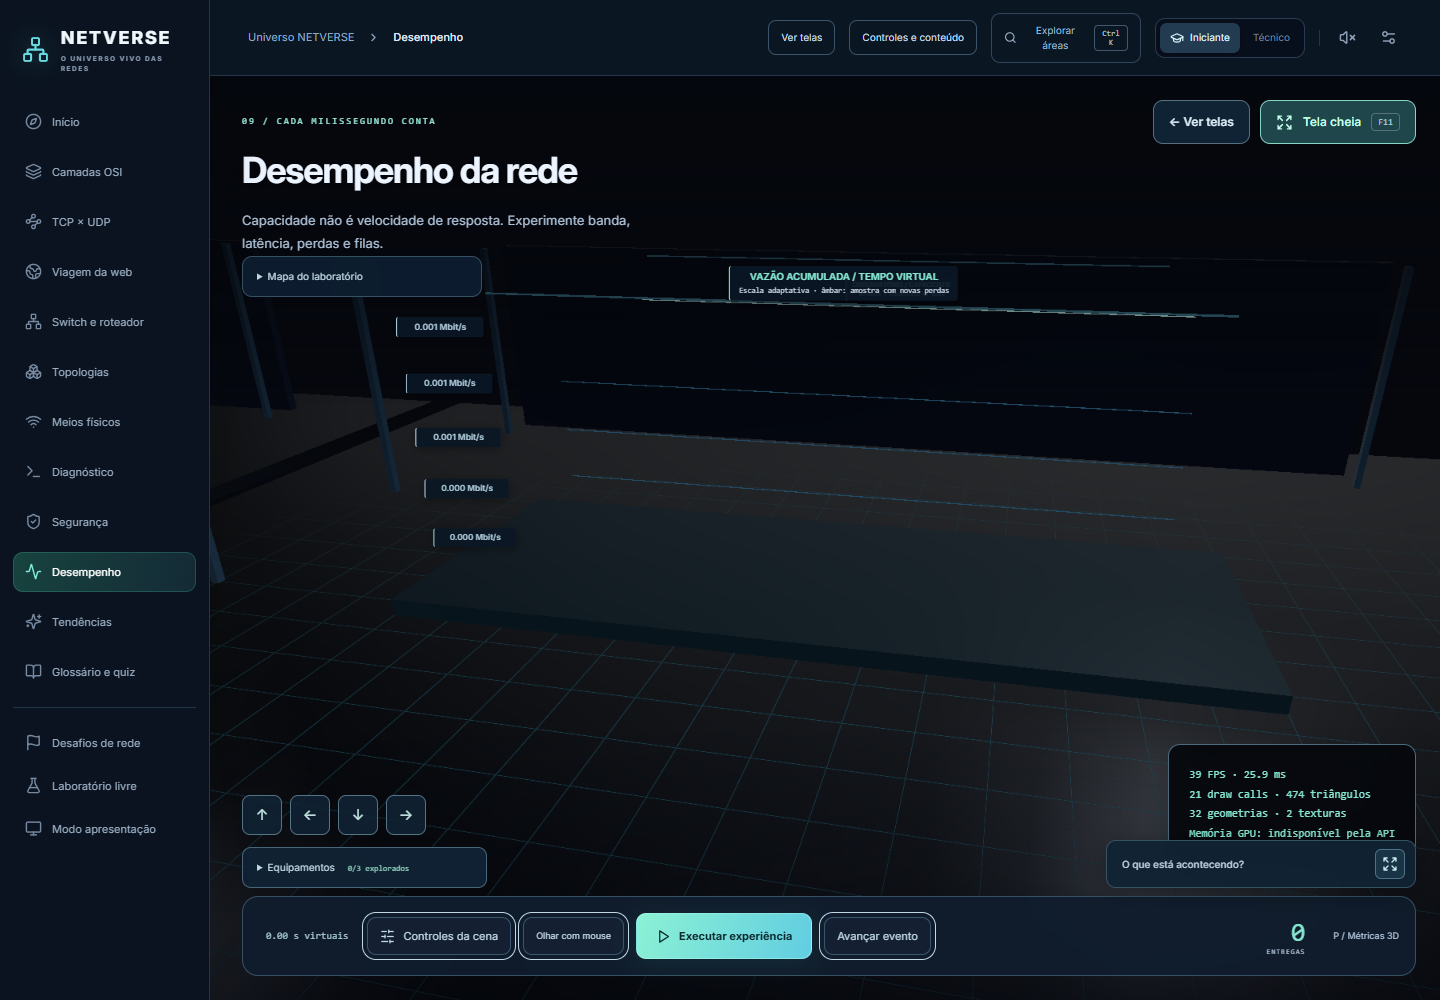 NETVERSE
O UNIVERSO VIVO DAS
REDES
Início
Camadas OSI
TCP × UDP
Viagem da web
Switch e roteador
Topologias
Meios físicos
Diagnóstico
Segurança
Desempenho
Tendências
Glossário e quiz
Desafios de rede
Laboratório livre
Modo apresentação
Universo NETVERSE > Desempenho
Ver telas
Controles e conteúdo
Explorar
áreas
Ctrl
K
Iniciante
Técnico
09 / CADA MILISSEGUNDO CONTA
← Ver telas
Tela cheia F11
Desempenho da rede
Capacidade não é velocidade de resposta. Experimente banda,
latência, perdas e filas.
▸ Mapa do laboratório
VAZÃO ACUMULADA / TEMPO VIRTUAL
Escala adaptativa · âmbar: amostra com novas perdas
0.001 Mbit/s
0.001 Mbit/s
0.001 Mbit/s
0.000 Mbit/s
0.000 Mbit/s
39 FPS · 25.9 ms
21 draw calls · 474 triângulos
32 geometrias · 2 texturas
Memória GPU: indisponível pela API
↑ ← ↓ →
▸ Equipamentos 0/3 explorados
O que está acontecendo?
0.00 s virtuais
Controles da cena
Olhar com mouse
Executar experiência
Avançar evento
0
ENTREGAS
P / Métricas 3D